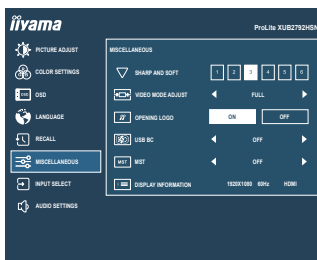 iiyama
ProLite XUB2792HSN
PICTURE ADJUST
MISCELLANEOUS
COLOR SETTINGS
SHARP AND SOFT 1 2 3 4 5 6
OSD OSD
VIDEO MODE ADJUST FULL
LANGUAGE
OPENING LOGO ON OFF
RECALL
USB BC OFF
MISCELLANEOUS
MST MST OFF
INPUT SELECT
DISPLAY INFORMATION 1920X1080 60Hz HDMI
AUDIO SETTINGS